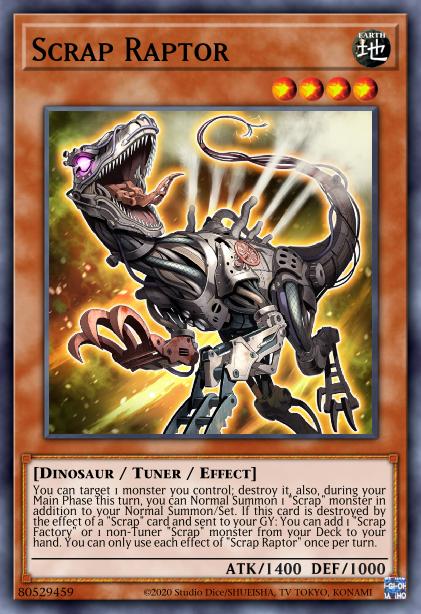 Scrap Raptor
EARTH
地
[Dinosaur / Tuner / Effect]
You can target 1 monster you control; destroy it, also, during your
Main Phase this turn, you can Normal Summon 1 "Scrap" monster in
addition to your Normal Summon/Set. If this card is destroyed by
the effect of a "Scrap" card and sent to your GY: You can add 1 "Scrap
Factory" or 1 non-Tuner "Scrap" monster from your Deck to your
hand. You can only use each effect of "Scrap Raptor" once per turn.
ATK/1400 DEF/1000
80529459
©2020 Studio Dice/SHUEISHA, TV TOKYO, KONAMI